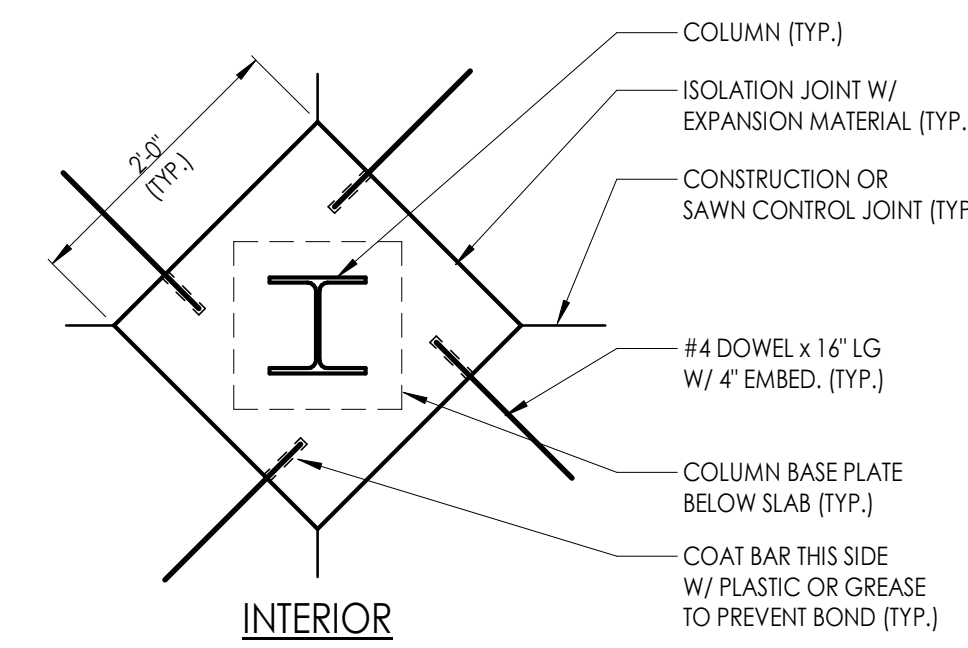 COLUMN (TYP.)
ISOLATION JOINT W/
EXPANSION MATERIAL (TYP.
2'-0"
(TYP.)
CONSTRUCTION OR
SAWN CONTROL JOINT (TYP
#4 DOWEL x 16" LG
W/ 4" EMBED. (TYP.)
COLUMN BASE PLATE
BELOW SLAB (TYP.)
COAT BAR THIS SIDE
W/ PLASTIC OR GREASE
TO PREVENT BOND (TYP.)
INTERIOR